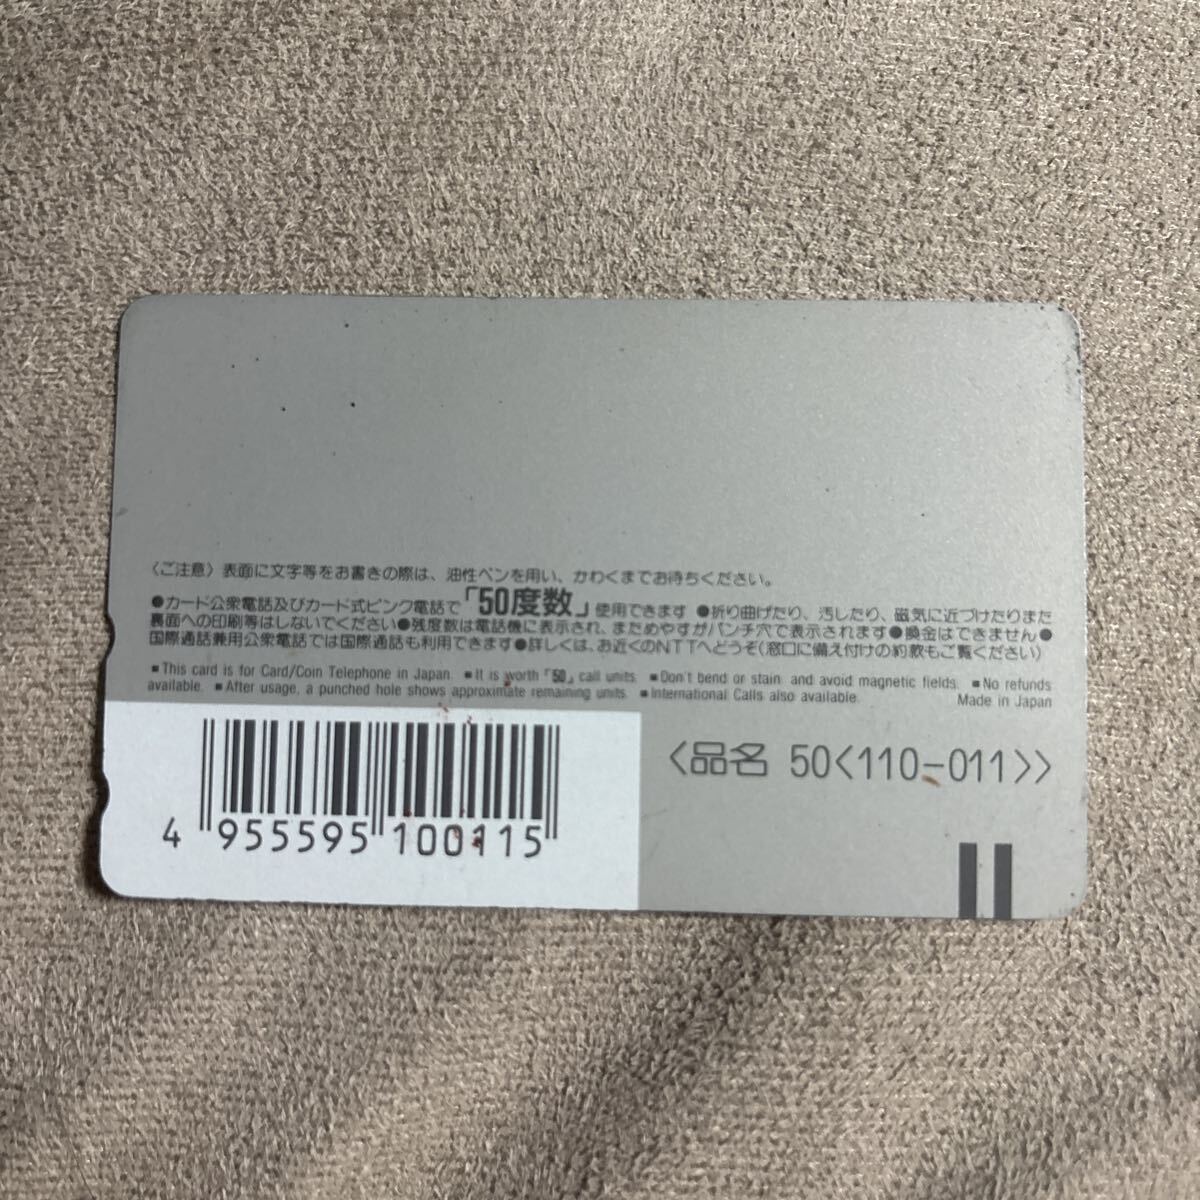 〈ご注意〉表面に文字等をお書きの際は、油性ペンを用い、かわくまでお待ちください。
●カード公衆電話及びカード式ピンク電話で「50度数」使用できます ●折り曲げたり、汚したり、磁気に近づけたりまた
裏面への印刷等はしないでください●残度数は電話機に表示され、まためやすがパンチ穴で表示されます●換金はできません●
国際通話兼用公衆電話では国際通話も利用できます●詳しくは、お近くのNTTへどうぞ(窓口に備え付けの約款もご覧ください)
■This card is for Card/Coin Telephone in Japan. ■It is worth「50」call units. ■Don't bend or stain and avoid magnetic fields. ■No refunds
available. ■After usage, a punched hole shows approximate remaining units. ■International Calls also available. Made in Japan
〈品名 50〈110-011〉〉
4 955595 100115